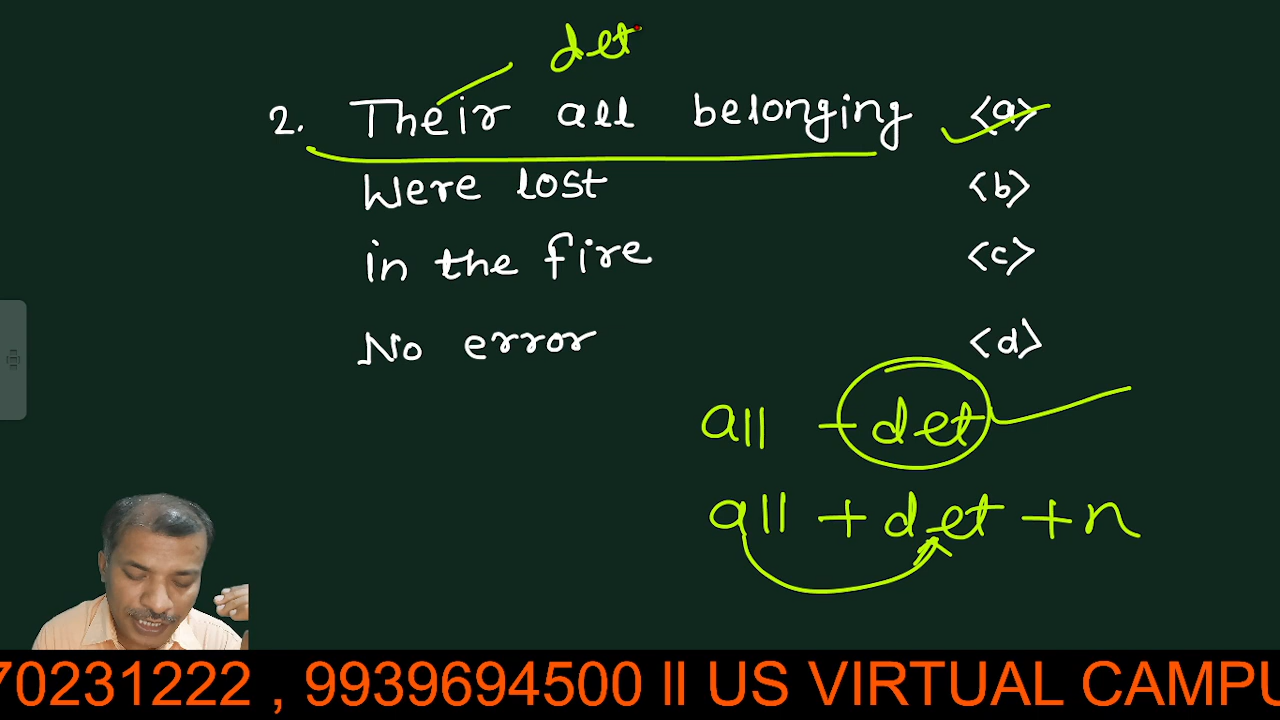 det
2. Their all belonging <a>
Were lost <b>
in the fire <c>
No error <d>
all + det
all + det + n
70231222 , 9939694500 ll US VIRTUAL CAMPU